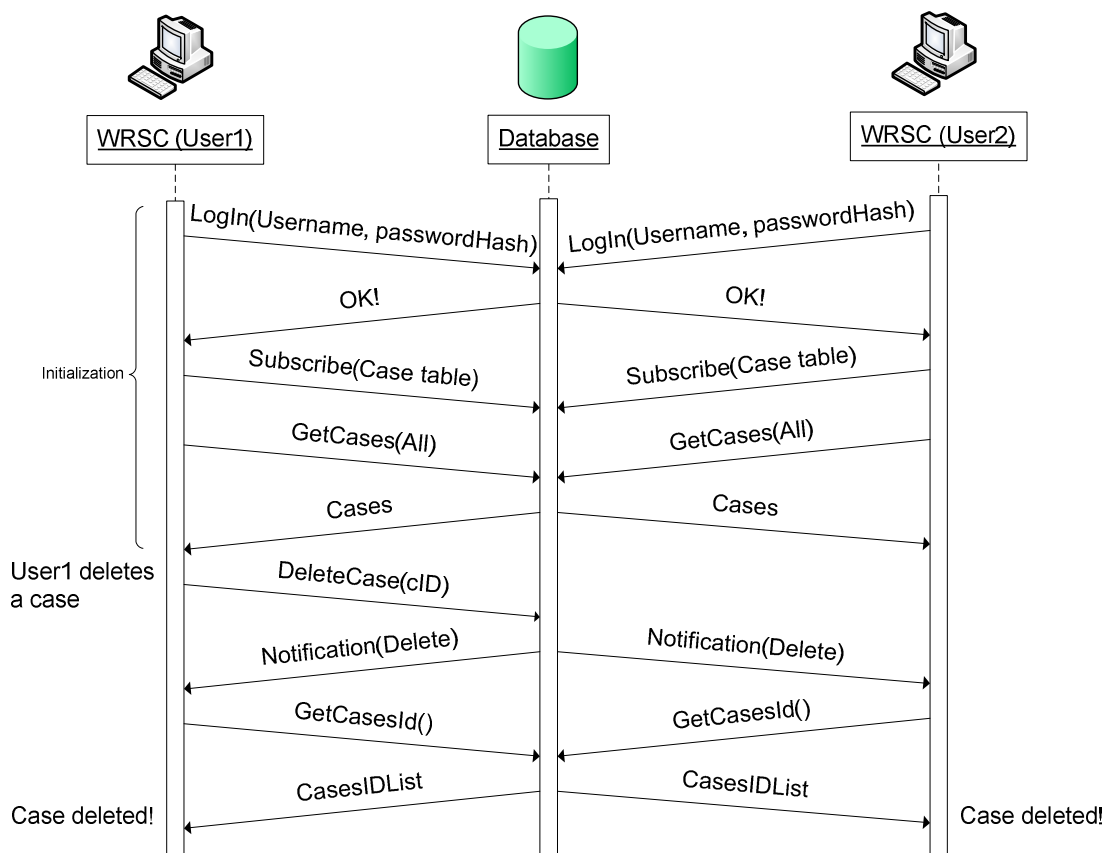 WRSC (User1)
Database
WRSC (User2)
LogIn(Username, passwordHash)
LogIn(Username, passwordHash)
OK!
OK!
Initialization
Subscribe(Case table)
Subscribe(Case table)
GetCases(All)
GetCases(All)
Cases
Cases
User1 deletes
a case
DeleteCase(cID)
Notification(Delete)
Notification(Delete)
GetCasesId()
GetCasesId()
CasesIDList
CasesIDList
Case deleted!
Case deleted!